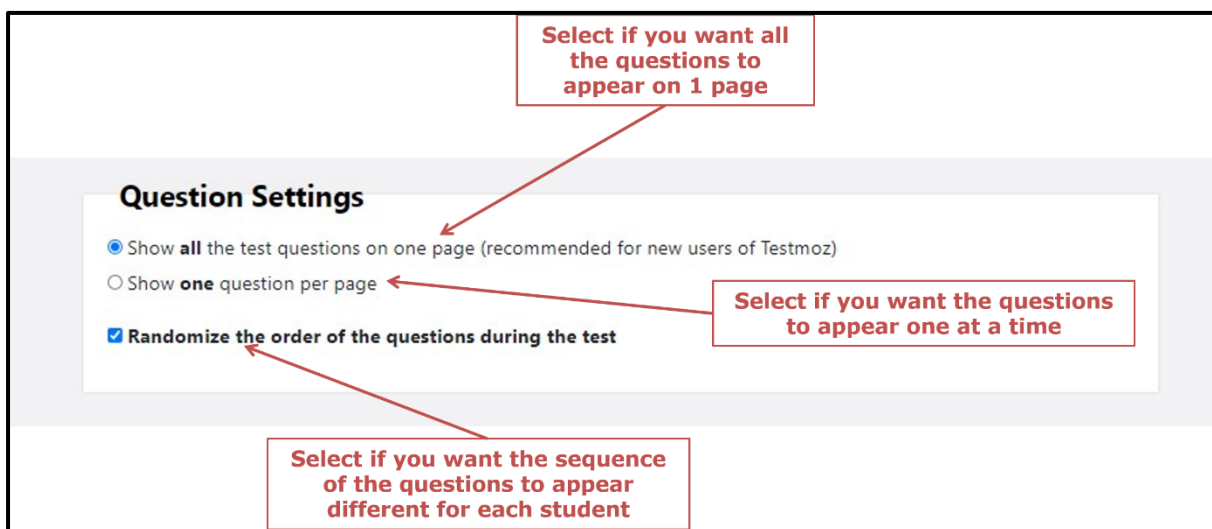 Select if you want all
the questions to
appear on 1 page
Question Settings
Show all the test questions on one page (recommended for new users of Testmoz)
Show one question per page
Select if you want the questions
to appear one at a time
Randomize the order of the questions during the test
Select if you want the sequence
of the questions to appear
different for each student